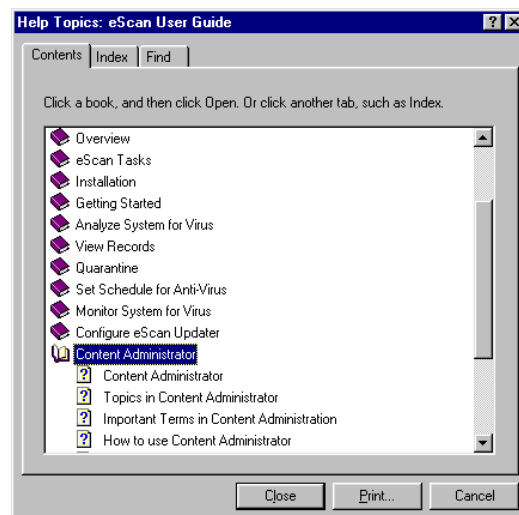 Help Topics: eScan User Guide
Contents Index Find
Click a book, and then click Open. Or click another tab, such as Index.
Overview
eScan Tasks
Installation
Getting Started
Analyze System for Virus
View Records
Quarantine
Set Schedule for Anti-Virus
Monitor System for Virus
Configure eScan Updater
Content Administrator
Content Administrator
Topics in Content Administrator
Important Terms in Content Administration
How to use Content Administrator
Close Print... Cancel